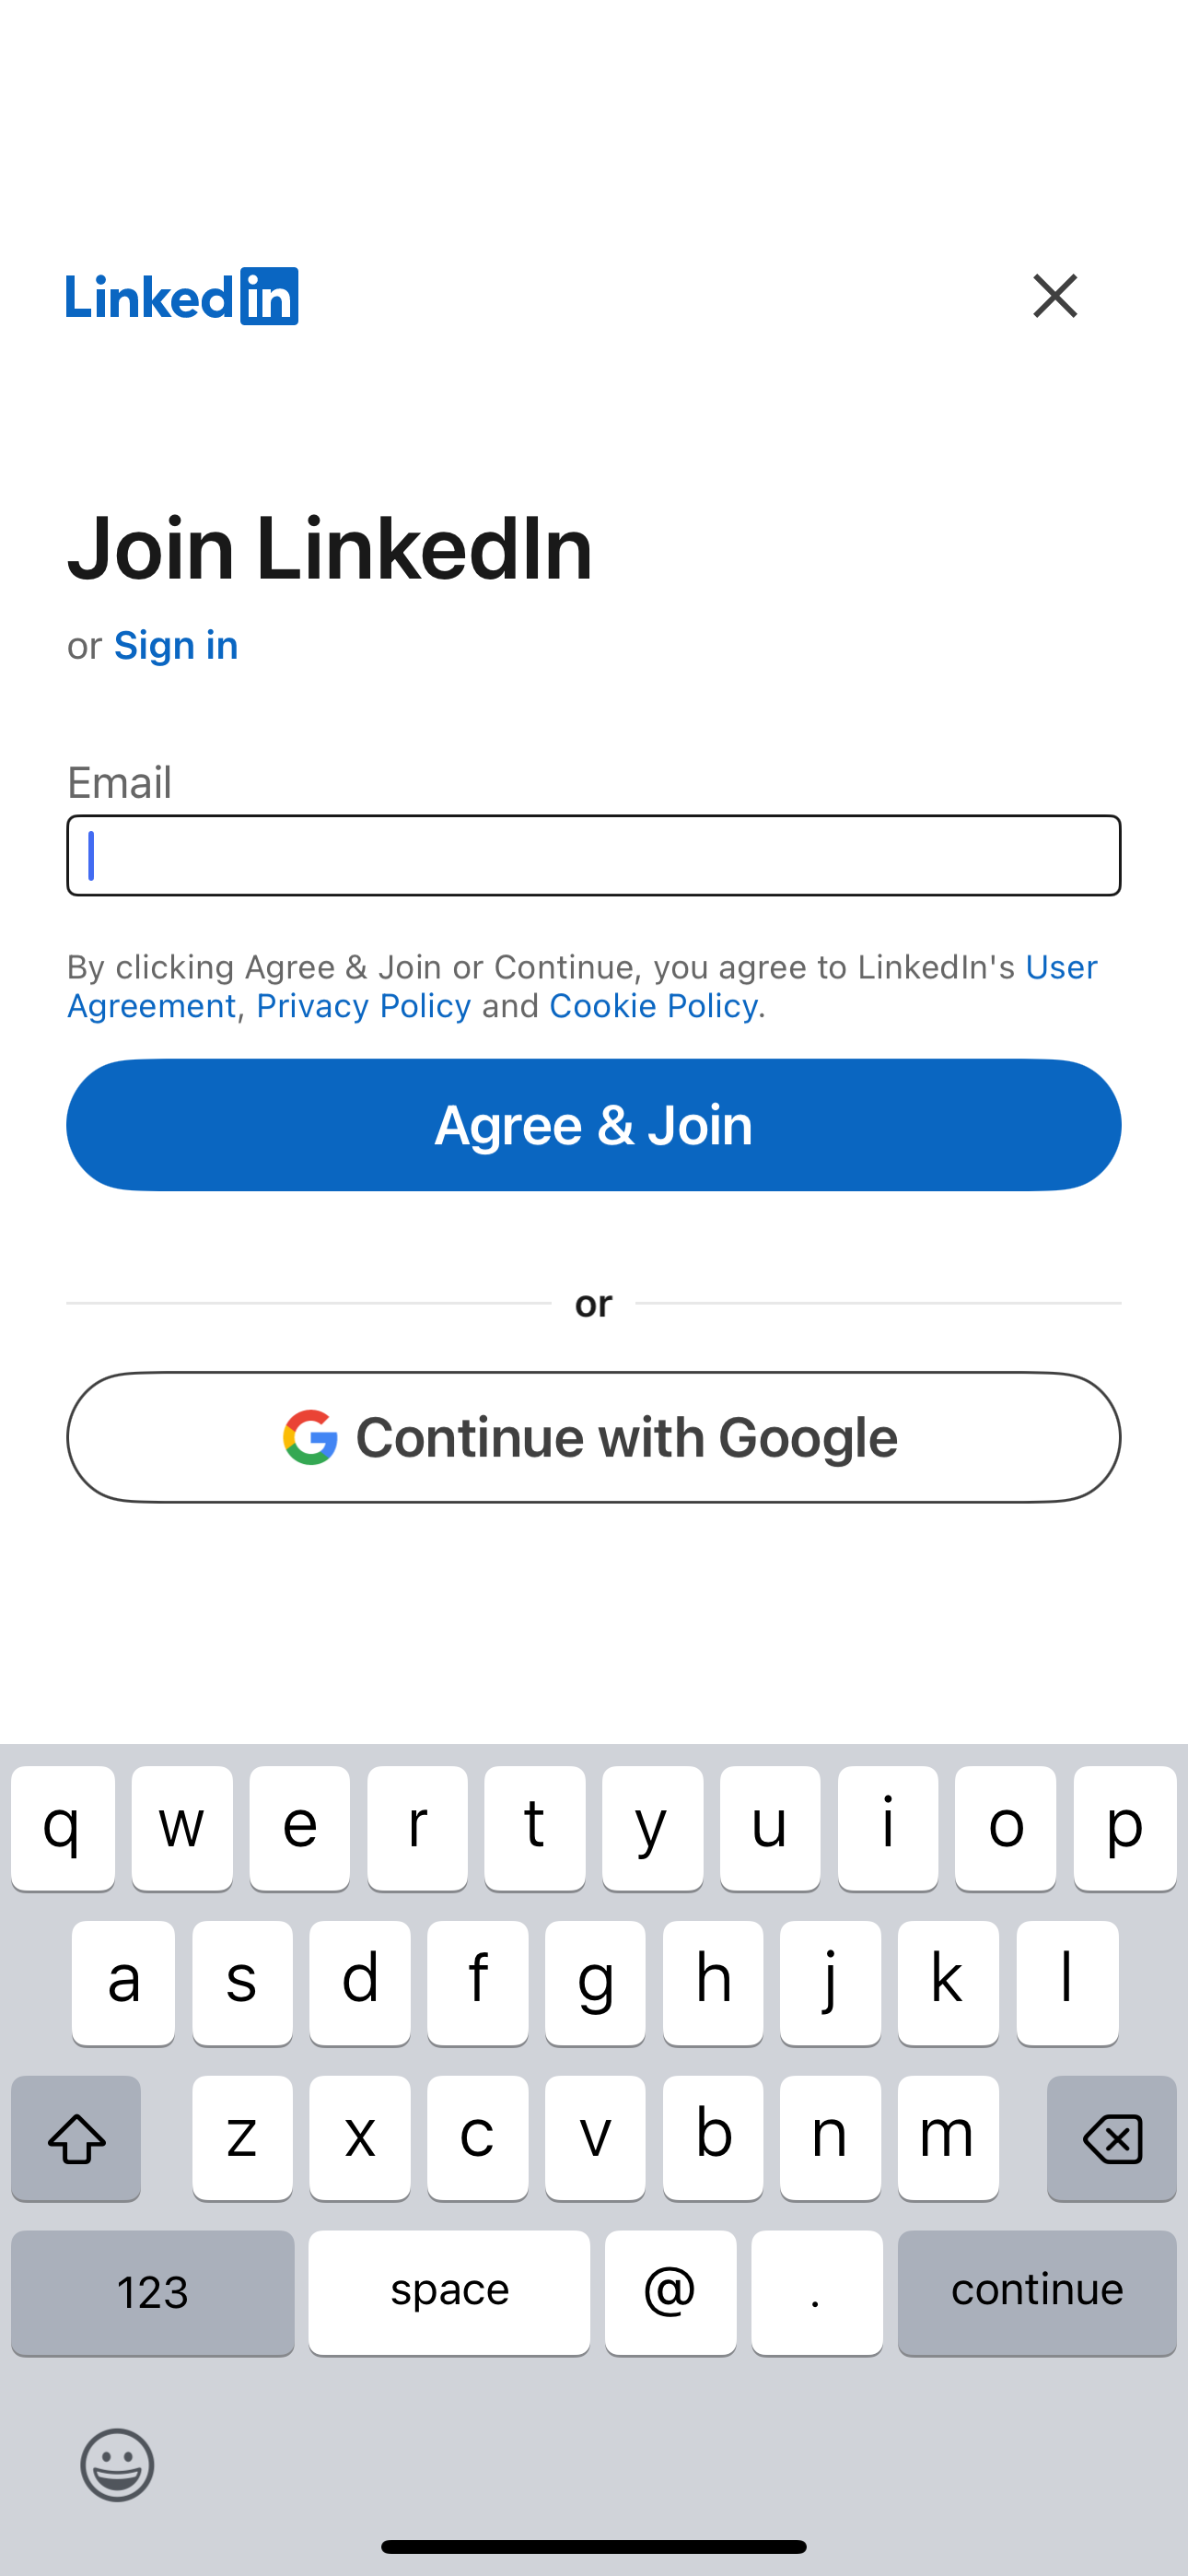 Linkedin
Join LinkedIn
or Sign in
Email
By clicking Agree & Join or Continue, you agree to LinkedIn's User
Agreement, Privacy Policy and Cookie Policy.
Agree & Join
or
Continue with Google
q w e r t y u i o p
a s d f g h j k l
z x c v b n m
123 space @ . continue